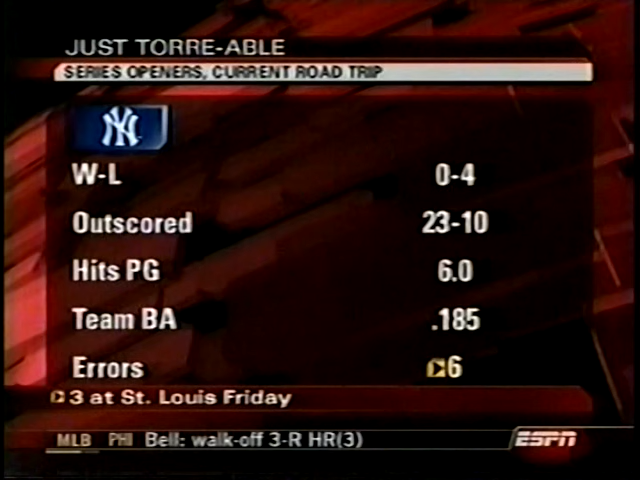 JUST TORRE-ABLE
SERIES OPENERS, CURRENT ROAD TRIP
NY
W-L 0-4
Outscored 23-10
Hits PG 6.0
Team BA .185
Errors 6
3 at St. Louis Friday
MLB PHI Bell: walk-off 3-R HR(3)
ESPN